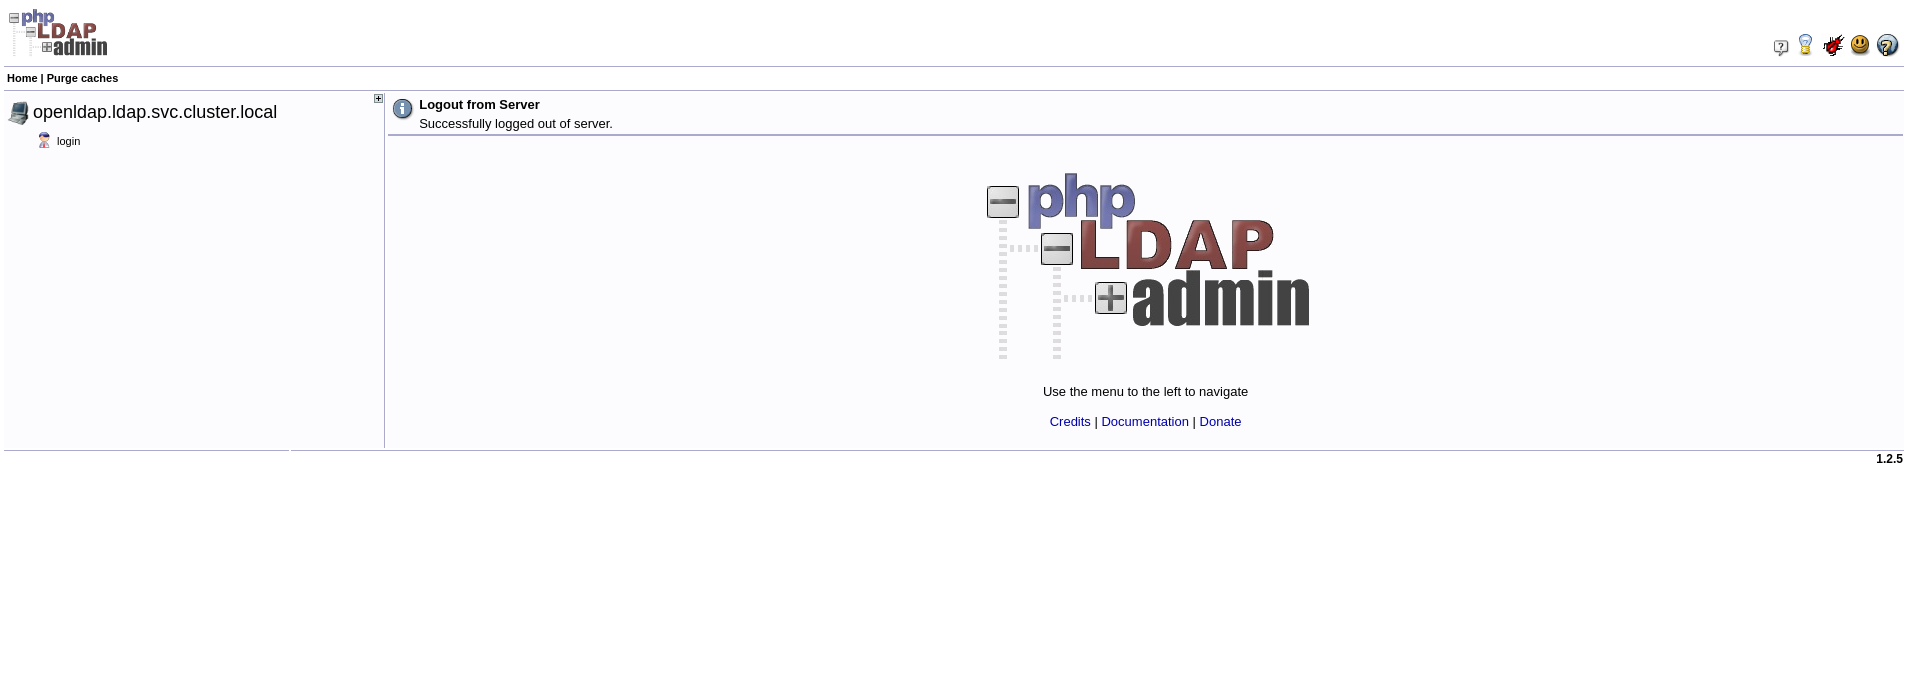 php
LDAP
admin
Home | Purge caches
openldap.ldap.svc.cluster.local
login
Logout from Server
Successfully logged out of server.
php
LDAP
admin
Use the menu to the left to navigate
Credits | Documentation | Donate
1.2.5